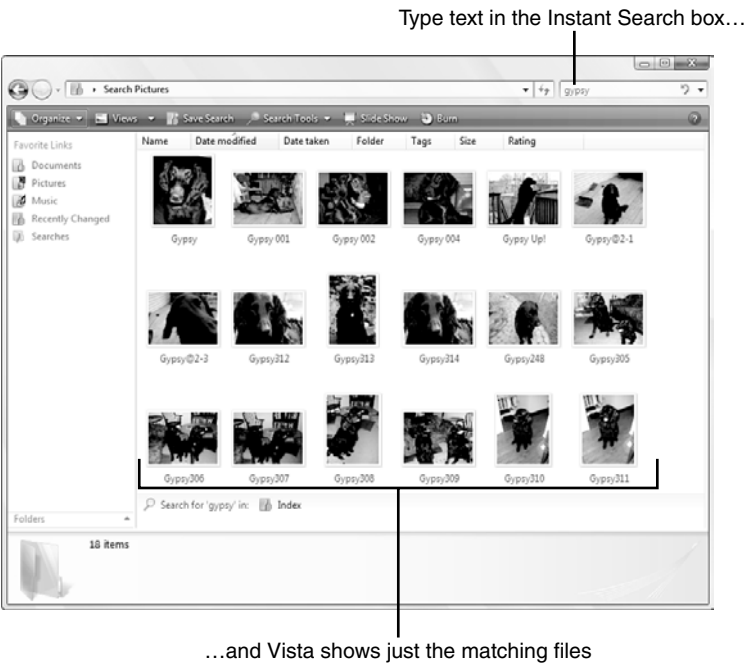 Type text in the Instant Search box…
Search Pictures
gypsy
Organize Views Save Search Search Tools Slide Show Burn
Favorite Links
Documents
Pictures
Music
Recently Changed
Searches
Name Date modified Date taken Folder Tags Size Rating
Gypsy Gypsy 001 Gypsy 002 Gypsy 004 Gypsy Up! Gypsy@2-1
Gypsy@2-3 Gypsy312 Gypsy313 Gypsy314 Gypsy248 Gypsy305
Gypsy306 Gypsy307 Gypsy308 Gypsy309 Gypsy310 Gypsy311
Search for 'gypsy' in: Index
Folders
18 items
…and Vista shows just the matching files